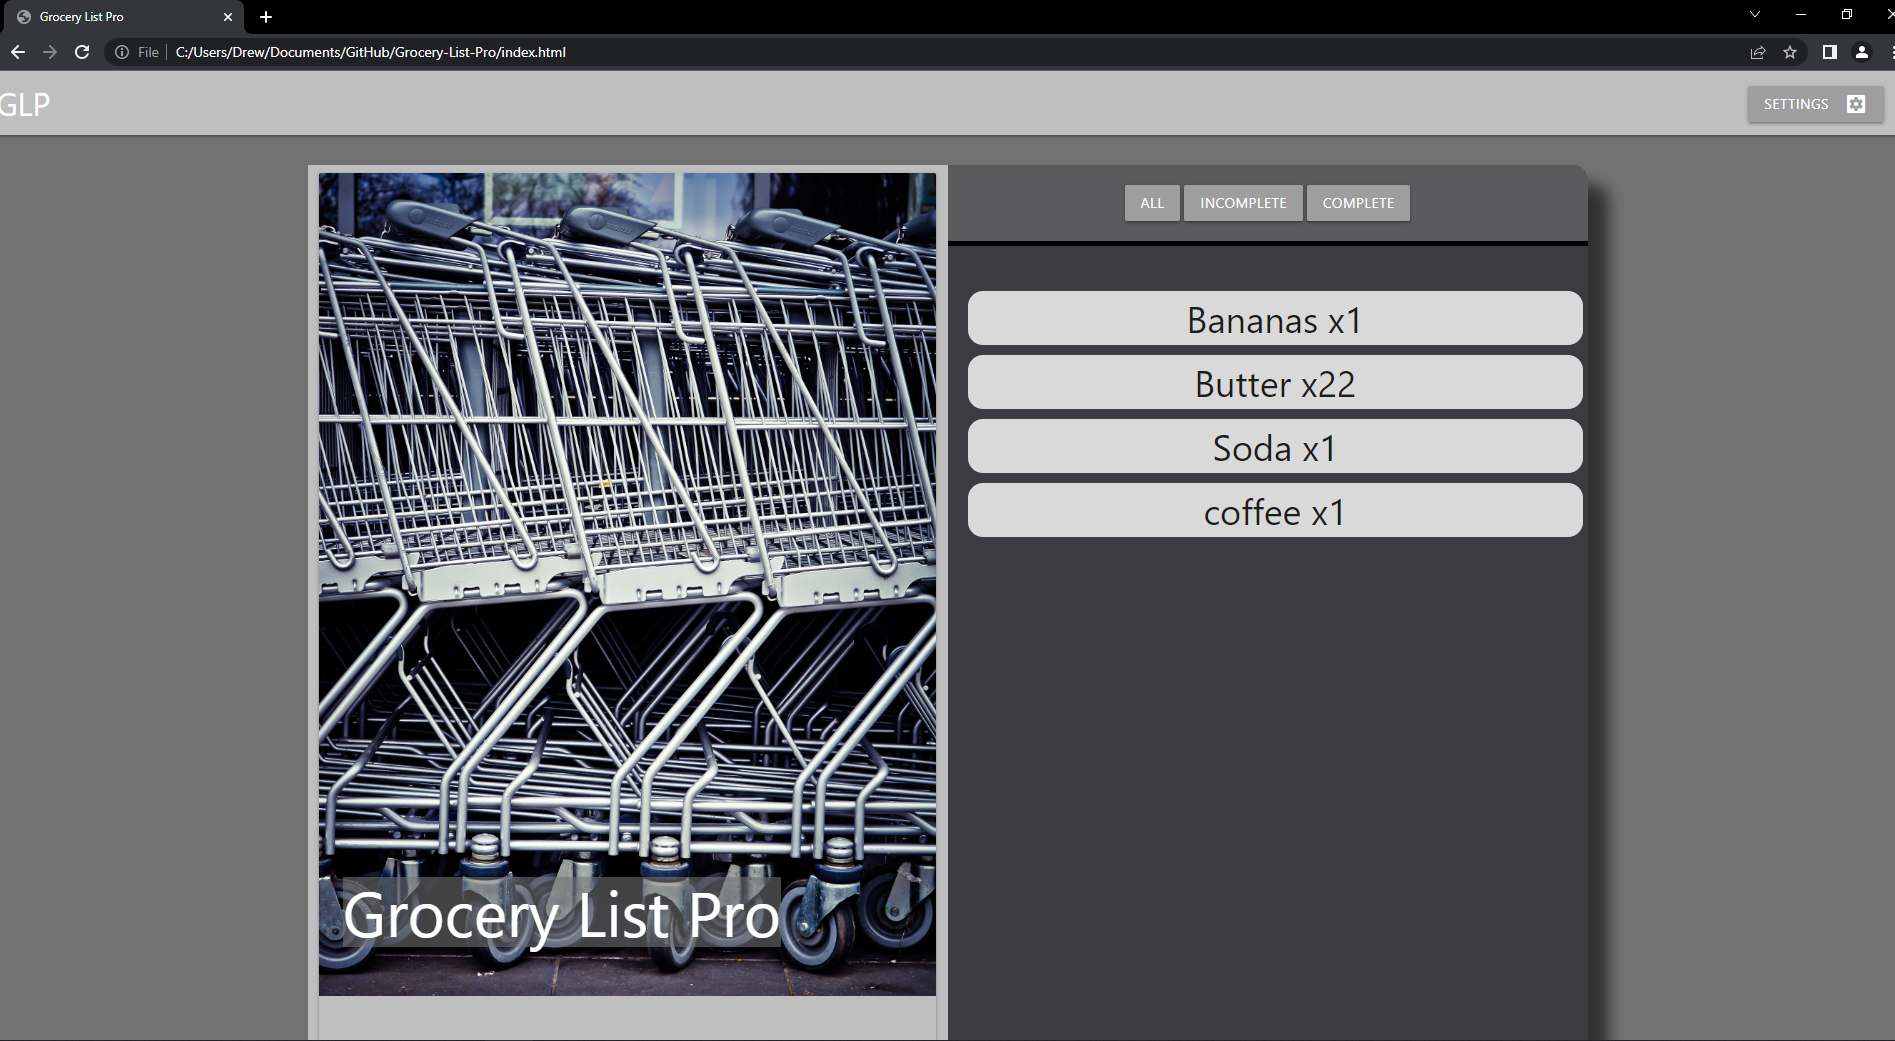 Grocery List Pro
File C:/Users/Drew/Documents/GitHub/Grocery-List-Pro/index.html
GLP
SETTINGS
ALL INCOMPLETE COMPLETE
Bananas x1
Butter x22
Soda x1
coffee x1
Grocery List Pro